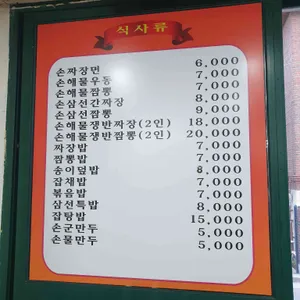 식사류
손짜장면 6,000
손해물우동 7,000
손해물짬뽕 7,000
손삼선간짜장 8,000
손삼선짬뽕 9,000
손해물쟁반짜장(2인) 18,000
손해물쟁반짬뽕(2인) 20,000
짜장밥 7,000
짬뽕밥 7,000
송이덮밥 8,000
잡채밥 7,000
볶음밥 7,000
삼선특밥 8,000
잡탕밥 15,000
손군만두 5,000
손물만두 5,000